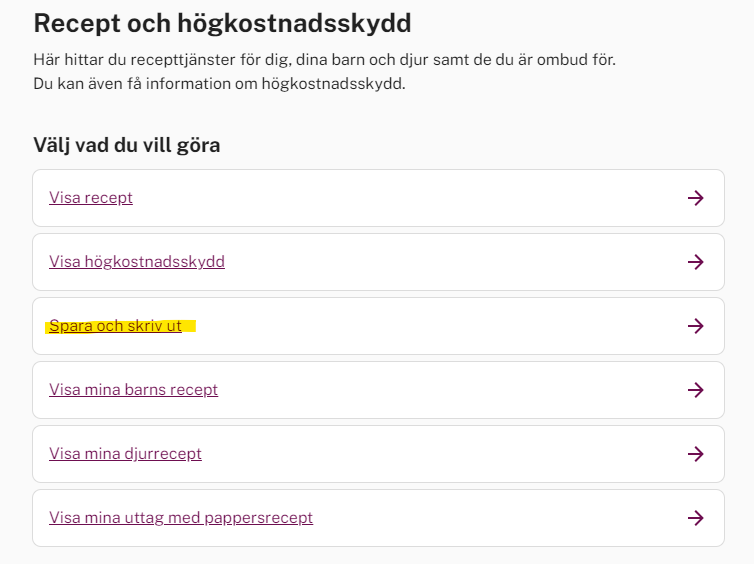 Recept och högkostnadsskydd
Här hittar du recepttjänster för dig, dina barn och djur samt de du är ombud för.
Du kan även få information om högkostnadsskydd.
Välj vad du vill göra
Visa recept
Visa högkostnadsskydd
Spara och skriv ut
Visa mina barns recept
Visa mina djurrecept
Visa mina uttag med pappersrecept